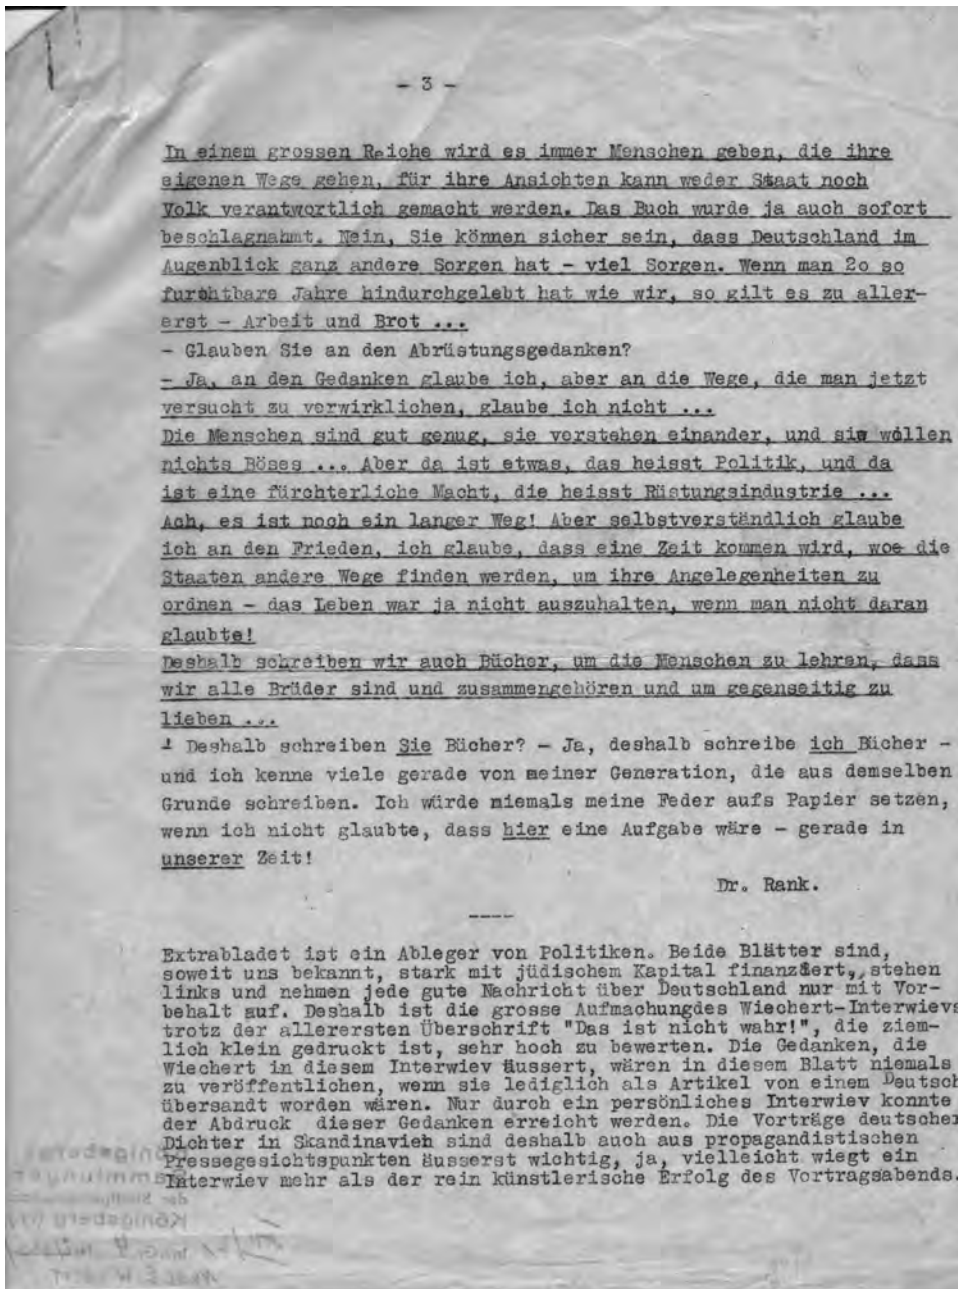 - 3 -
In einem grossen Reiche wird es immer Menschen geben, die ihre
eigenen Wege gehen, für ihre Ansichten kann weder Staat noch
Volk verantwortlich gemacht werden. Das Buch wurde ja auch sofort
beschlagnahmt. Nein, Sie können sicher sein, dass Deutschland im
Augenblick ganz andere Sorgen hat - viel Sorgen. Wenn man 2o so
furchtbare Jahre hindurchgelebt hat wie wir, so gilt es zu aller-
erst - Arbeit und Brot ...
- Glauben Sie an den Abrüstungsgedanken?
- Ja, an den Gedanken glaube ich, aber an die Wege, die man jetzt
versucht zu verwirklichen, glaube ich nicht ...
Die Menschen sind gut genug, sie verstehen einander, und sie wollen
nichts Böses ... Aber da ist etwas, das heisst Politik, und da
ist eine fürchterliche Macht, die heisst Rüstungsindustrie ...
Ach, es ist noch ein langer Weg! Aber selbstverständlich glaube
ich an den Frieden, ich glaube, dass eine Zeit kommen wird, woe die
Staaten andere Wege finden werden, um ihre Angelegenheiten zu
ordnen - das Leben war ja nicht auszuhalten, wenn man nicht daran
glaubte!
Deshalb schreiben wir auch Bücher, um die Menschen zu lehren, dass
wir alle Brüder sind und zusammengehören und um gegenseitig zu
lieben ...
- Deshalb schreiben Sie Bücher? - Ja, deshalb schreibe ich Bücher -
und ich kenne viele gerade von meiner Generation, die aus demselben
Grunde schreiben. Ich würde niemals meine Feder aufs Papier setzen,
wenn ich nicht glaubte, dass hier eine Aufgabe wäre - gerade in
unserer Zeit!
Dr. Rank.
----
Extrabladet ist ein Ableger von Politiken. Beide Blätter sind,
soweit uns bekannt, stark mit jüdischem Kapital finanziert,, stehen
links und nehmen jede gute Nachricht über Deutschland nur mit Vor-
behalt auf. Deshalb ist die grosse Aufmachungdes Wiechert-Interwievs
trotz der allerersten Überschrift "Das ist nicht wahr!", die ziem-
lich klein gedruckt ist, sehr hoch zu bewerten. Die Gedanken, die
Wiechert in diesem Interwiev äussert, wären in diesem Blatt niemals
zu veröffentlichen, wenn sie lediglich als Artikel von einem Deutsch
übersandt worden wären. Nur durch ein persönliches Interwiev konnte
der Abdruck dieser Gedanken erreicht werden. Die Vorträge deutscher
Dichter in Skandinavien sind deshalb auch aus propagandistischen
Pressegesichtspunkten äusserst wichtig, ja, vielleicht wiegt ein
Interwiev mehr als der rein künstlerische Erfolg des Vortragsabends.